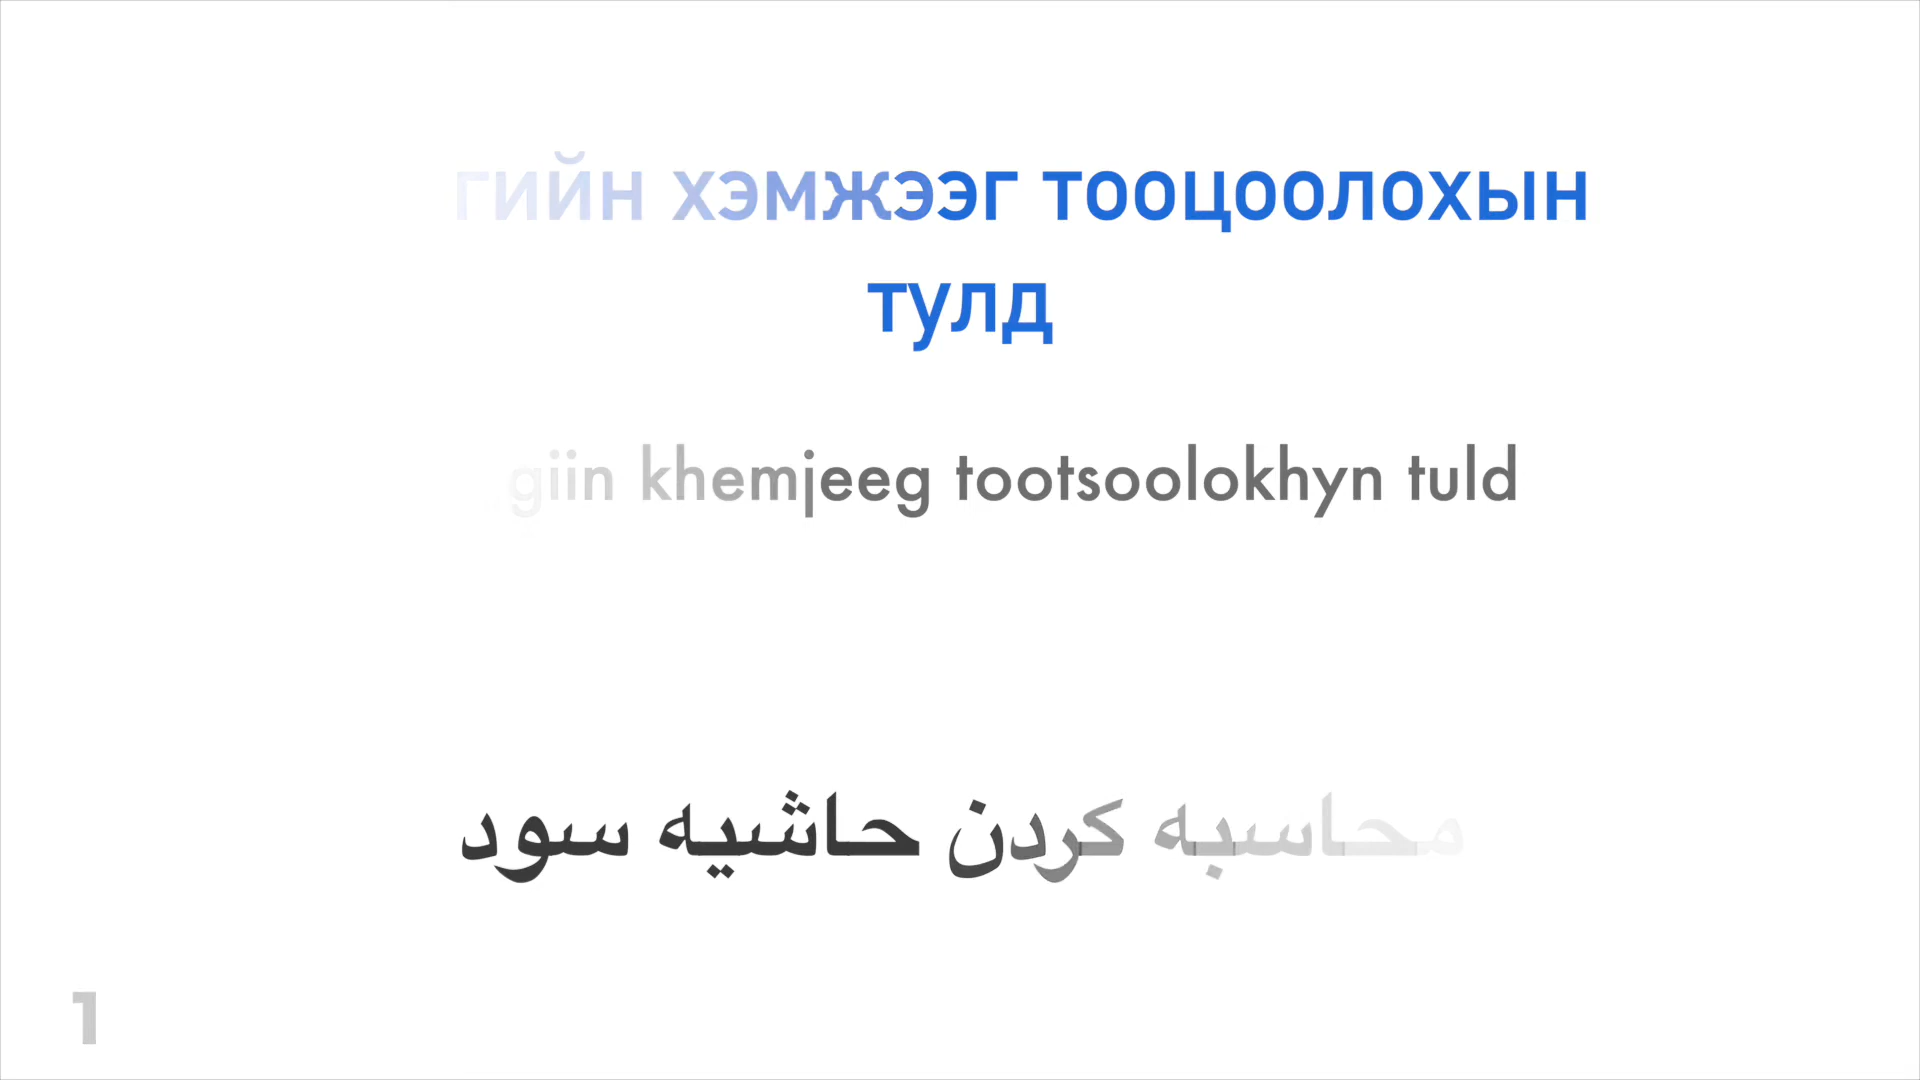 гийн хэмжээг тооцоолохын
тулд
giin khemjeeg tootsoolokhyn tuld
محاسبه کردن حاشیه سود
1